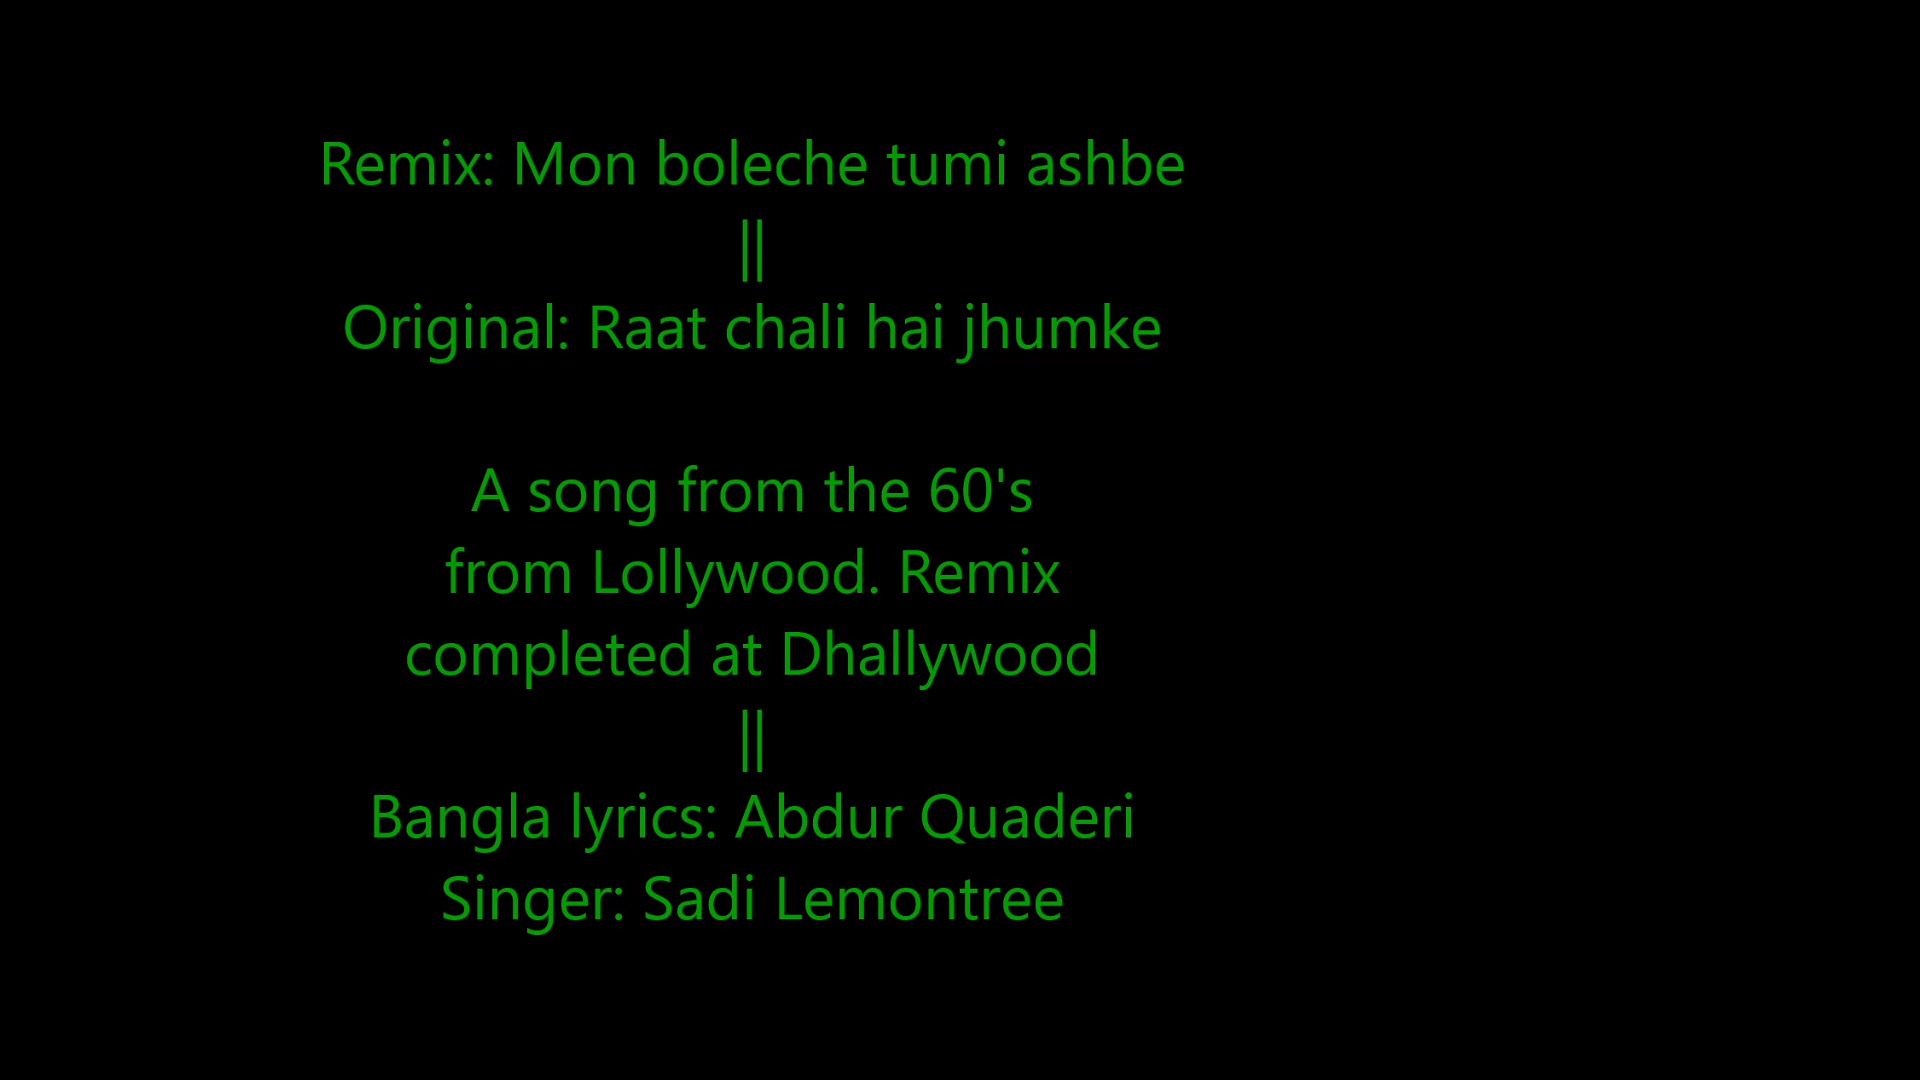 Remix: Mon boleche tumi ashbe
||
Original: Raat chali hai jhumke
A song from the 60's
from Lollywood. Remix
completed at Dhallywood
||
Bangla lyrics: Abdur Quaderi
Singer: Sadi Lemontree